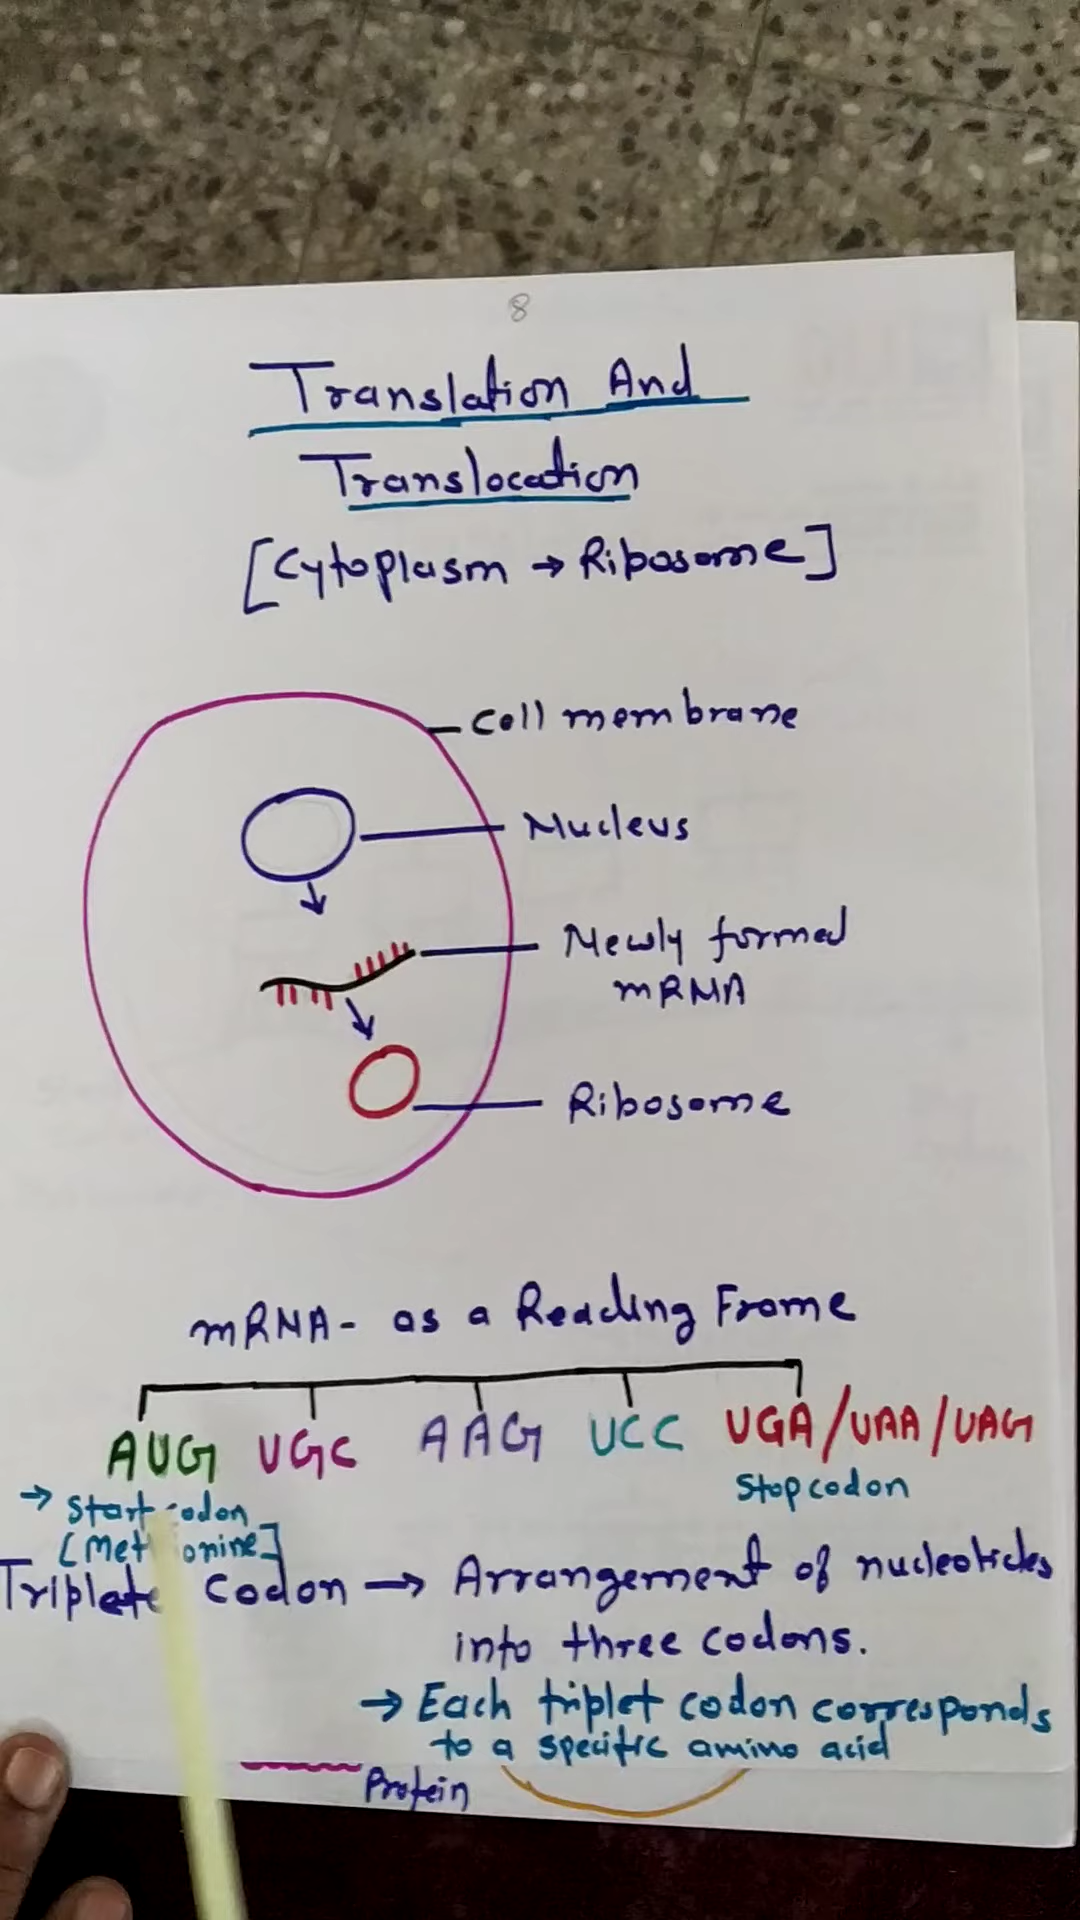 8
Translation And
Translocation
[Cytoplasm → Ribosome]
Cell membrane
Nucleus
Newly formed
mRNA
Ribosome
mRNA - as a Reading Frame
AUG UGC AAG UCC UGA/UAA/UAG
→ Start codon
[Methionine]
Stop codon
Triplet Codon → Arrangement of nucleotides
into three codons.
→ Each triplet codon corresponds
to a specific amino acid
Protein